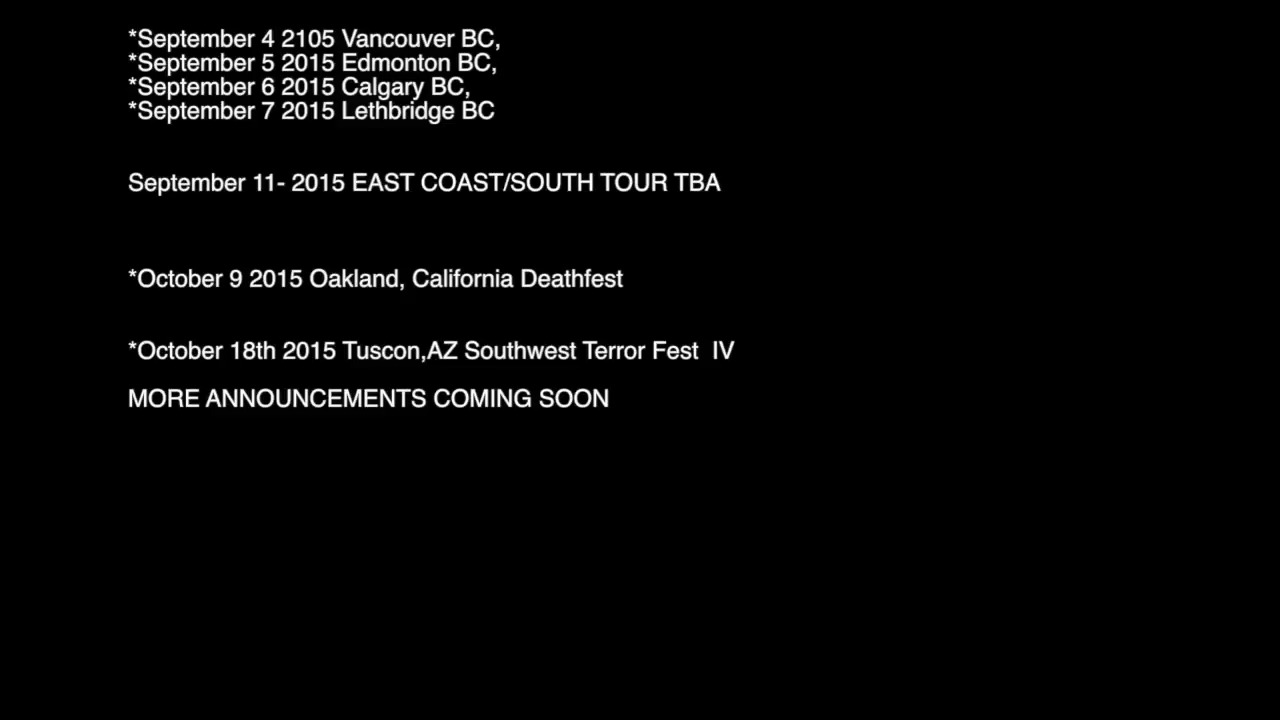 *September 4 2105 Vancouver BC,
*September 5 2015 Edmonton BC,
*September 6 2015 Calgary BC,
*September 7 2015 Lethbridge BC
September 11- 2015 EAST COAST/SOUTH TOUR TBA
*October 9 2015 Oakland, California Deathfest
*October 18th 2015 Tuscon,AZ Southwest Terror Fest  IV
MORE ANNOUNCEMENTS COMING SOON